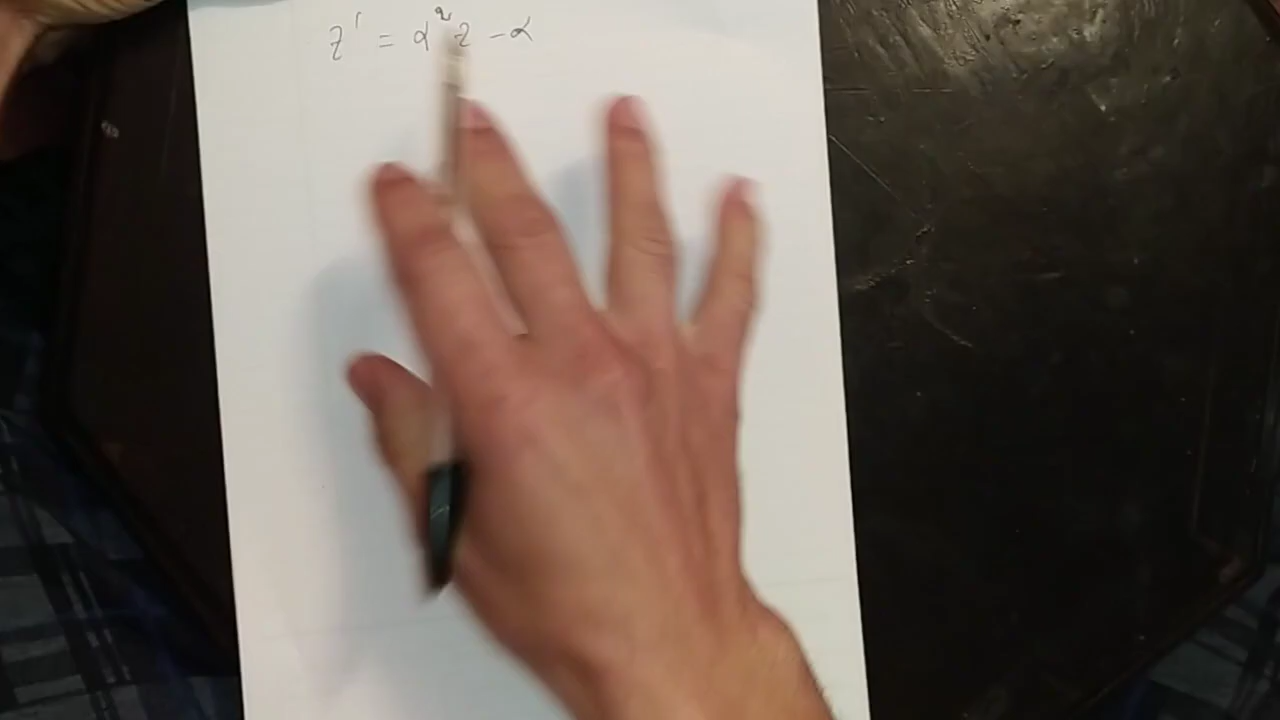 z' = α²z - α